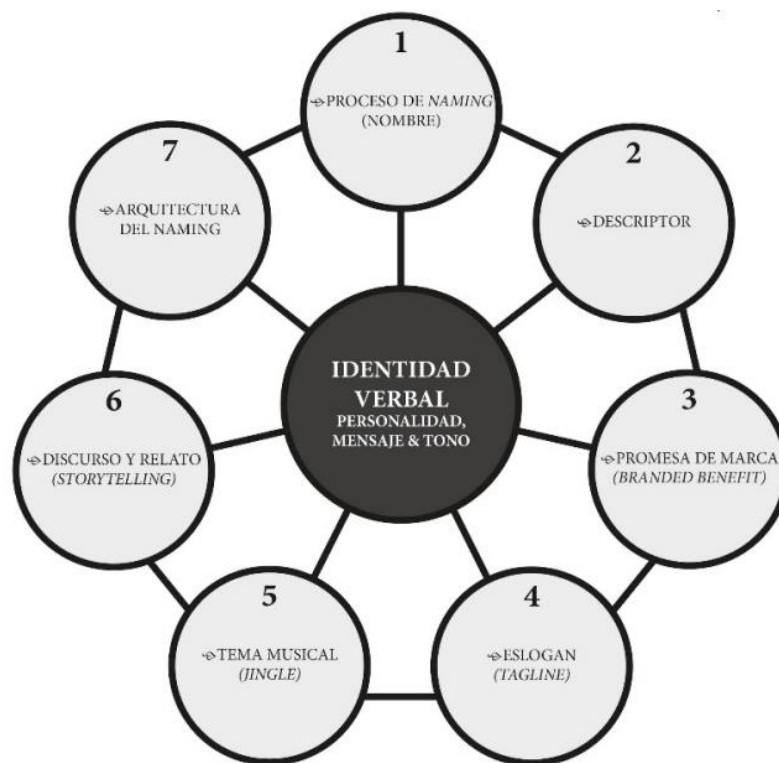 1
PROCESO DE NAMING
(NOMBRE)
2
DESCRIPTOR
3
PROMESA DE MARCA
(BRANDED BENEFIT)
4
ESLOGAN
(TAGLINE)
5
TEMA MUSICAL
(JINGLE)
6
DISCURSO Y RELATO
(STORYTELLING)
7
ARQUITECTURA
DEL NAMING
IDENTIDAD
VERBAL
PERSONALIDAD,
MENSAJE & TONO